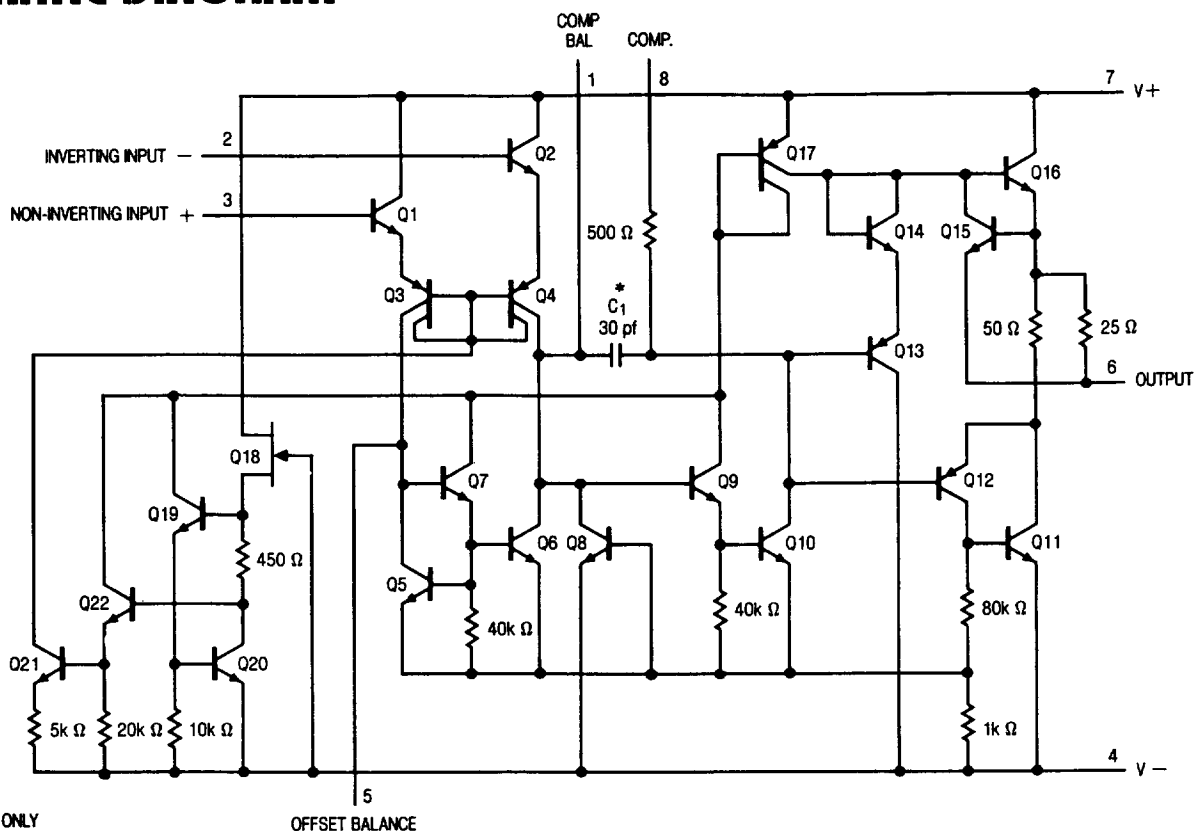 COMP
BAL
COMP.
1
8
7
V+
2
INVERTING INPUT −
Q2
Q17
Q16
3
NON-INVERTING INPUT +
Q1
500 Ω
Q14
Q15
Q3
Q4
*
C1
30 pf
Q13
50 Ω
25 Ω
6
OUTPUT
Q18
Q7
Q9
Q12
Q19
450 Ω
Q6
Q8
Q10
Q11
Q5
Q22
40k Ω
40k Ω
80k Ω
Q21
Q20
5k Ω
20k Ω
10k Ω
1k Ω
4
V −
5
ONLY
OFFSET BALANCE